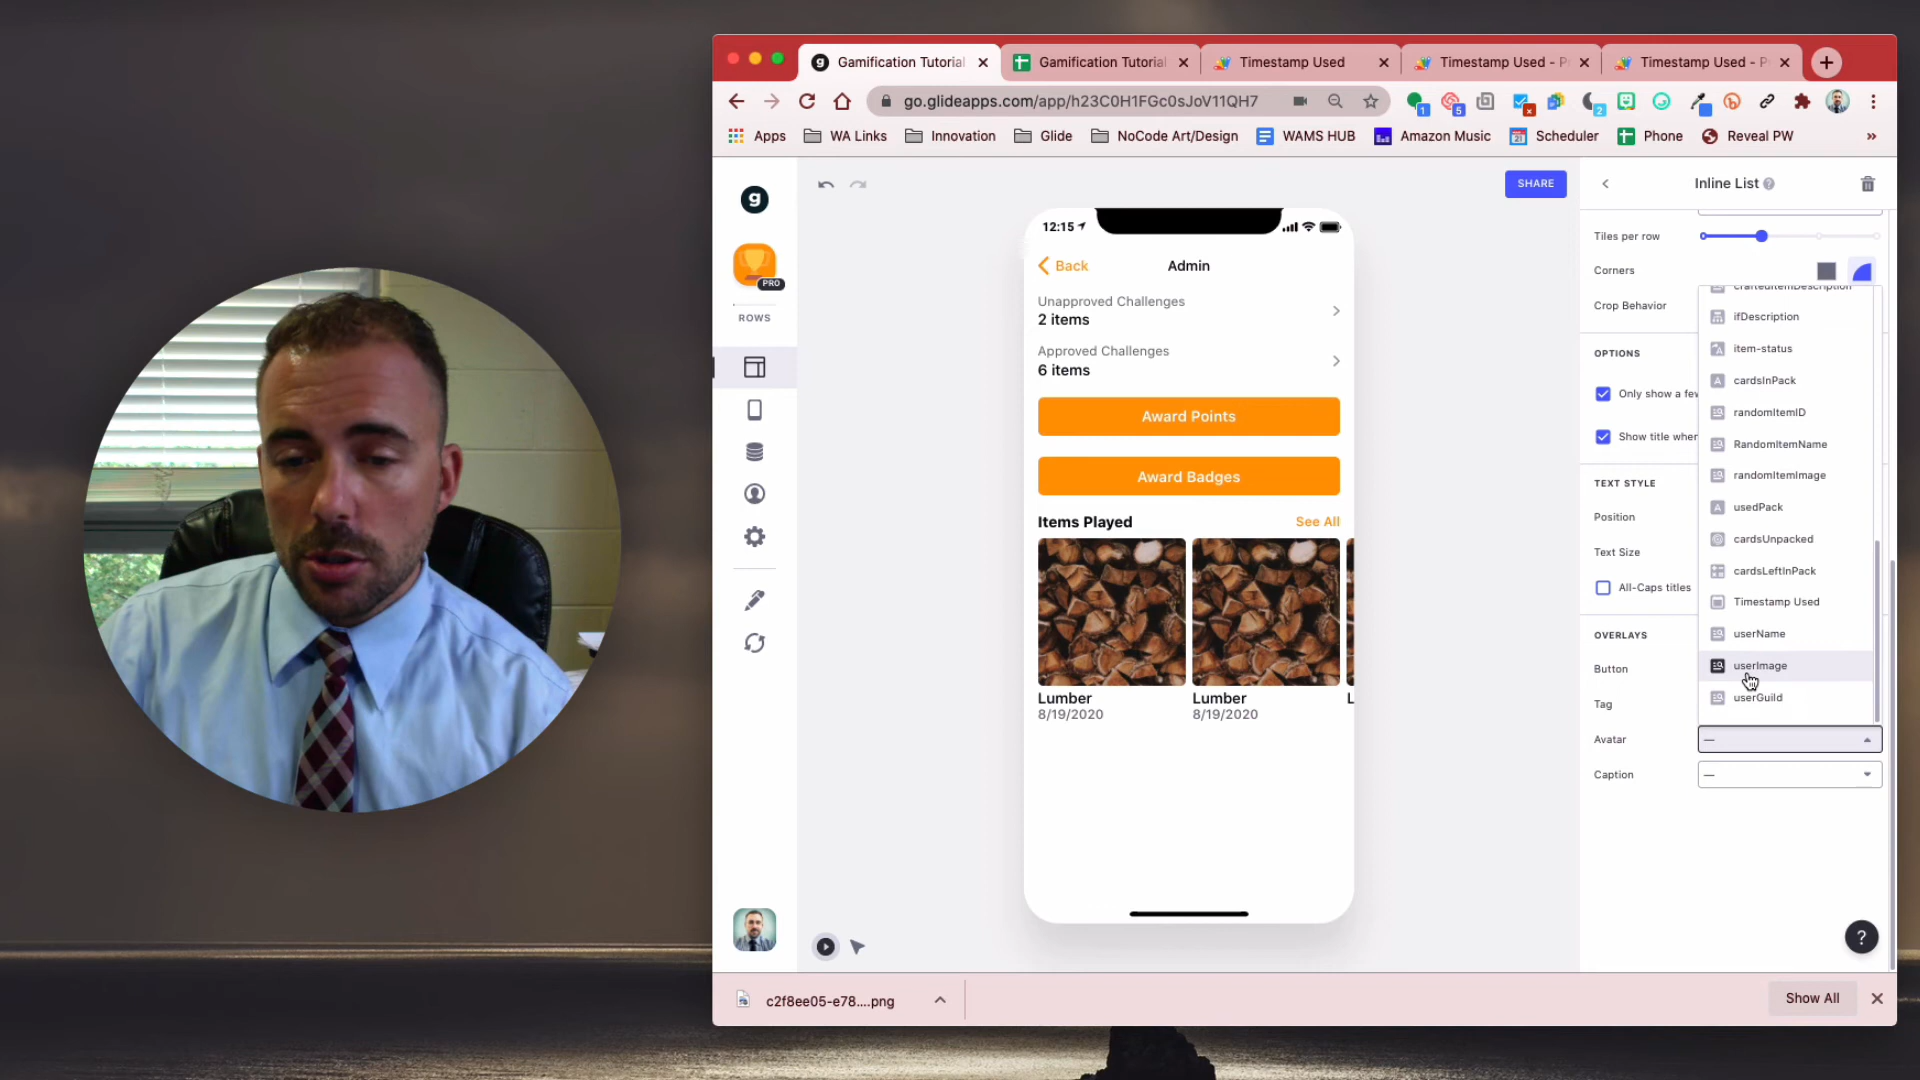 Gamification Tutorial
Gamification Tutorial
Timestamp Used
Timestamp Used - P
Timestamp Used - P
go.glideapps.com/app/h23C0H1FGc0sJoV11QH7
1
5
2
Apps
WA Links
Innovation
Glide
NoCode Art/Design
WAMS HUB
Amazon Music
Scheduler
Phone
Reveal PW
»
g
PRO
ROWS
SHARE
12:15
Back
Admin
Unapproved Challenges
2 items
Approved Challenges
6 items
Award Points
Award Badges
Items Played
See All
Lumber
8/19/2020
Lumber
8/19/2020
L
Inline List
Tiles per row
Corners
Crop Behavior
OPTIONS
Only show a few
Show title when
TEXT STYLE
Position
Text Size
All-Caps titles
OVERLAYS
Button
Tag
Avatar
—
Caption
—
craftedItemDescription
ifDescription
item-status
cardsInPack
randomItemID
RandomItemName
randomItemImage
usedPack
cardsUnpacked
cardsLeftInPack
Timestamp Used
userName
userImage
userGuild
?
c2f8ee05-e78....png
Show All